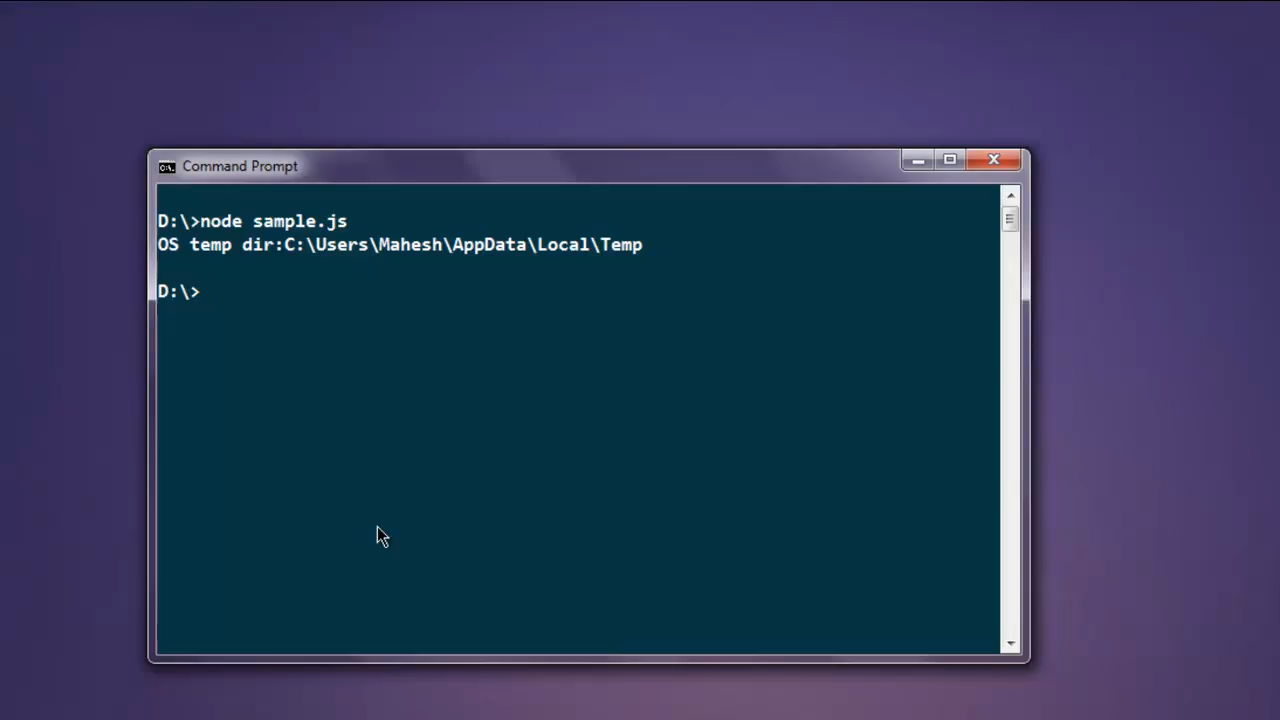 Command Prompt
D:\>node sample.js
OS temp dir:C:\Users\Mahesh\AppData\Local\Temp
D:\>